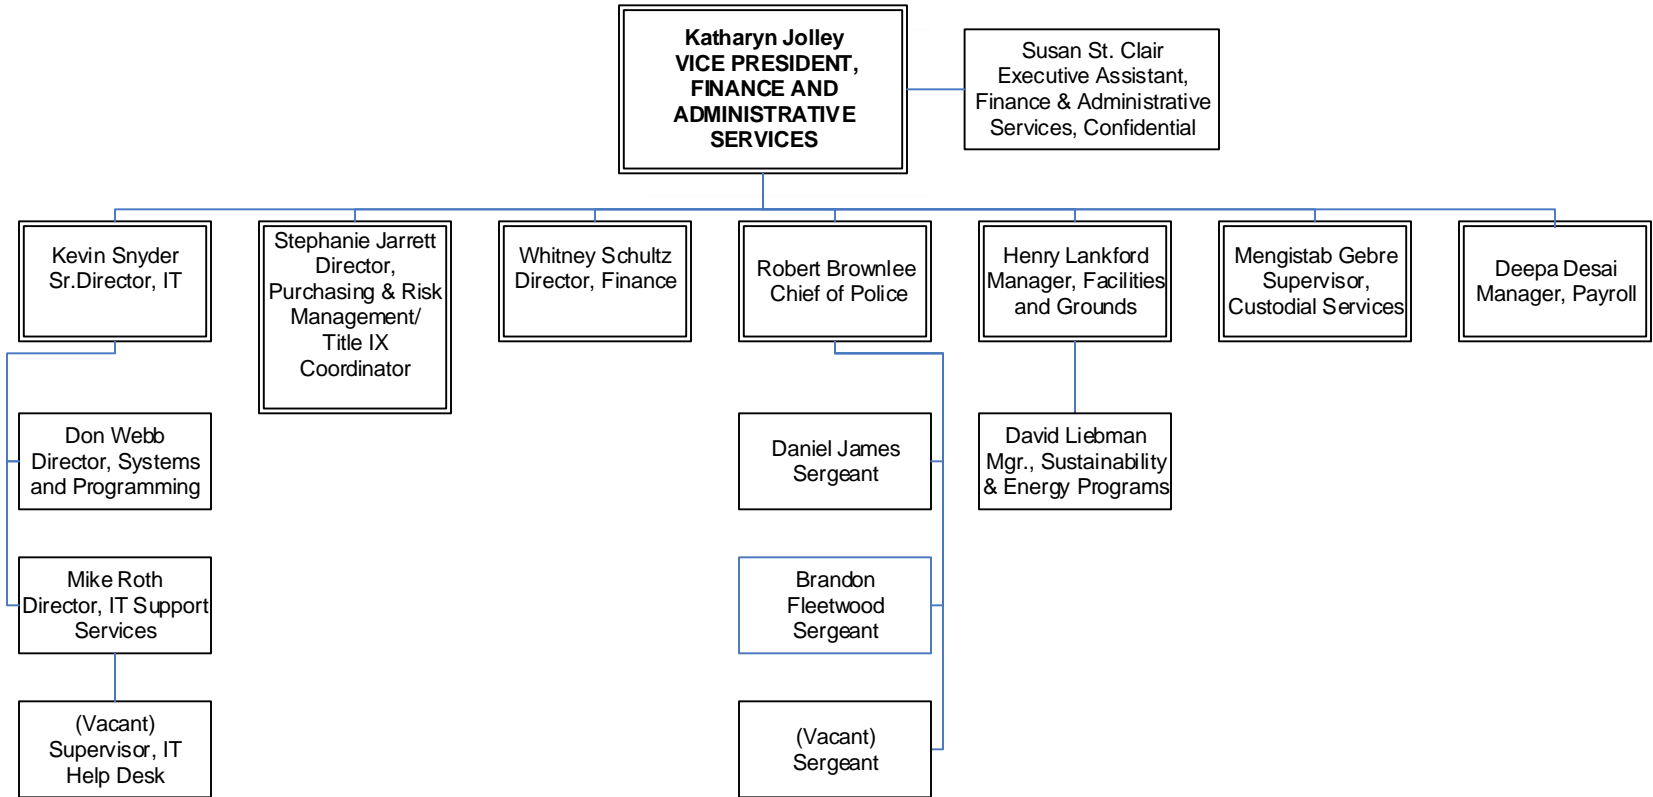 Katharyn Jolley
VICE PRESIDENT,
FINANCE AND
ADMINISTRATIVE
SERVICES
Susan St. Clair
Executive Assistant,
Finance & Administrative
Services, Confidential
Kevin Snyder
Sr.Director, IT
Stephanie Jarrett
Director,
Purchasing & Risk
Management/
Title IX
Coordinator
Whitney Schultz
Director, Finance
Robert Brownlee
Chief of Police
Henry Lankford
Manager, Facilities
and Grounds
Mengistab Gebre
Supervisor,
Custodial Services
Deepa Desai
Manager, Payroll
Don Webb
Director, Systems
and Programming
Daniel James
Sergeant
David Liebman
Mgr., Sustainability
& Energy Programs
Mike Roth
Director, IT Support
Services
Brandon
Fleetwood
Sergeant
(Vacant)
Supervisor, IT
Help Desk
(Vacant)
Sergeant